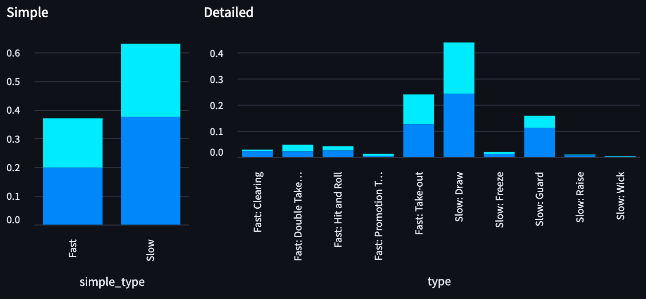 Simple
Detailed
0.6
0.5
0.4
0.3
0.2
0.1
0.0
Fast
Slow
simple_type
0.4
0.3
0.2
0.1
0.0
Fast: Clearing
Fast: Double Take…
Fast: Hit and Roll
Fast: Promotion T…
Fast: Take-out
Slow: Draw
Slow: Freeze
Slow: Guard
Slow: Raise
Slow: Wick
type